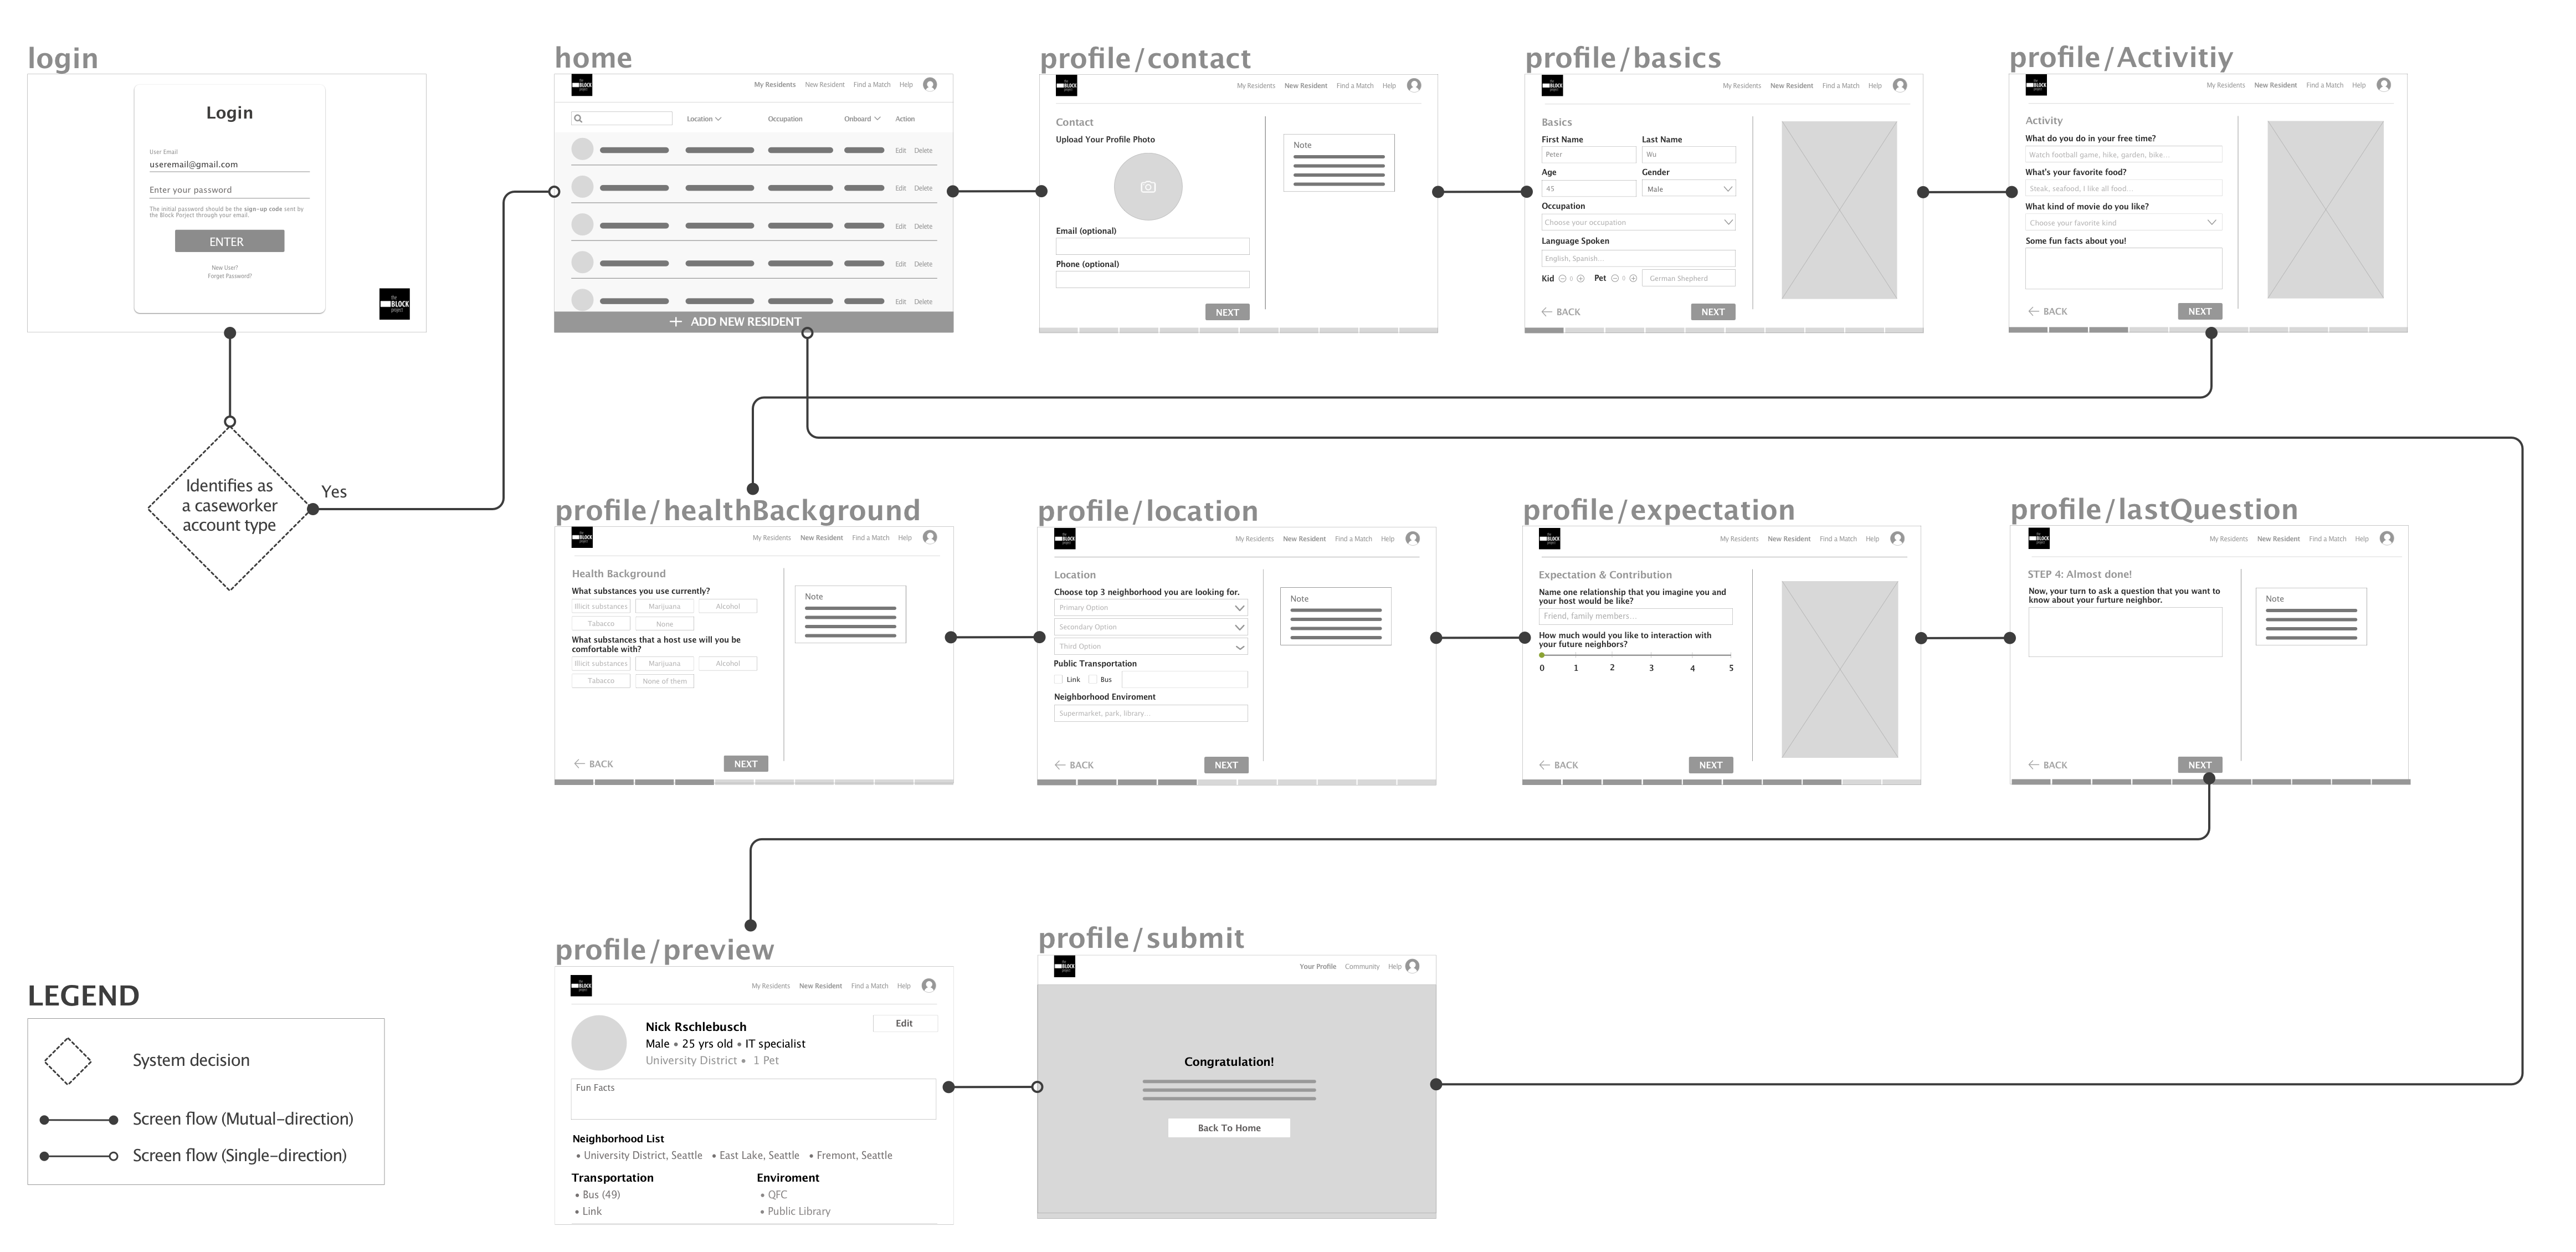 login
Login
User Email
useremail@gmail.com
Enter your password
The initial password should be the sign-up code sent by
the Block Porject through your email.
ENTER
New User?
Forget Password?
the
BLOCK
project
Identifies as
a caseworker
account type
Yes
home
the
BLOCK
project
My Residents New Resident Find a Match Help
Location Occupation Onboard Action
Edit Delete
Edit Delete
Edit Delete
Edit Delete
Edit Delete
+ ADD NEW RESIDENT
profile/contact
BLOCK
My Residents New Resident Find a Match Help
Contact
Upload Your Profile Photo
Email (optional)
Phone (optional)
NEXT
Note
profile/basics
BLOCK
My Residents New Resident Find a Match Help
Basics
First Name Last Name
Peter Wu
Age Gender
45 Male
Occupation
Choose your occupation
Language Spoken
English, Spanish...
Kid 0 Pet 0 German Shepherd
BACK NEXT
profile/Activitiy
BLOCK
My Residents New Resident Find a Match Help
Activity
What do you do in your free time?
Watch football game, hike, garden, bike...
What's your favorite food?
Steak, seafood, I like all food...
What kind of movie do you like?
Choose your favorite kind
Some fun facts about you!
BACK NEXT
profile/healthBackground
BLOCK
My Residents New Resident Find a Match Help
Health Background
What substances you use currently?
Illicit substances Marijuana Alcohol
Tabacco None
What substances that a host use will you be
comfortable with?
Illicit substances Marijuana Alcohol
Tabacco None of them
BACK NEXT
Note
profile/location
BLOCK
My Residents New Resident Find a Match Help
Location
Choose top 3 neighborhood you are looking for.
Primary Option
Secondary Option
Third Option
Public Transportation
Link Bus
Neighborhood Enviroment
Supermarket, park, library...
BACK NEXT
Note
profile/expectation
BLOCK
My Residents New Resident Find a Match Help
Expectation & Contribution
Name one relationship that you imagine you and
your host would be like?
Friend, family members...
How much would you like to interaction with
your future neighbors?
0 1 2 3 4 5
BACK NEXT
profile/lastQuestion
BLOCK
My Residents New Resident Find a Match Help
STEP 4: Almost done!
Now, your turn to ask a question that you want to
know about your furture neighbor.
BACK NEXT
Note
profile/preview
BLOCK
My Residents New Resident Find a Match Help
Nick Rschlebusch
Male • 25 yrs old • IT specialist
University District • 1 Pet
Edit
Fun Facts
Neighborhood List
• University District, Seattle • East Lake, Seattle • Fremont, Seattle
Transportation Enviroment
• Bus (49) • QFC
• Link • Public Library
profile/submit
BLOCK
Your Profile Community Help
Congratulation!
Back To Home
LEGEND
System decision
Screen flow (Mutual-direction)
Screen flow (Single-direction)